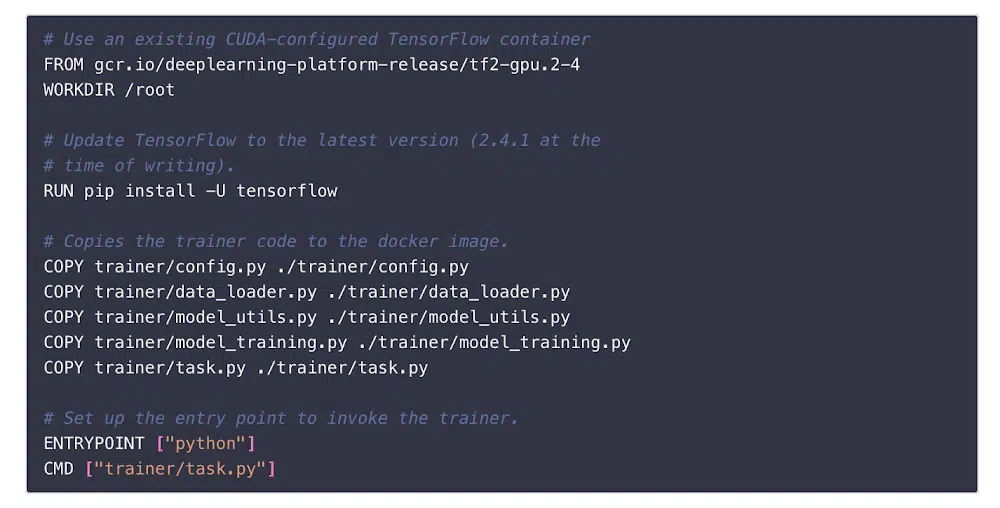 # Use an existing CUDA-configured TensorFlow container
FROM gcr.io/deeplearning-platform-release/tf2-gpu.2-4
WORKDIR /root
# Update TensorFlow to the latest version (2.4.1 at the
# time of writing).
RUN pip install -U tensorflow
# Copies the trainer code to the docker image.
COPY trainer/config.py ./trainer/config.py
COPY trainer/data_loader.py ./trainer/data_loader.py
COPY trainer/model_utils.py ./trainer/model_utils.py
COPY trainer/model_training.py ./trainer/model_training.py
COPY trainer/task.py ./trainer/task.py
# Set up the entry point to invoke the trainer.
ENTRYPOINT ["python"]
CMD ["trainer/task.py"]